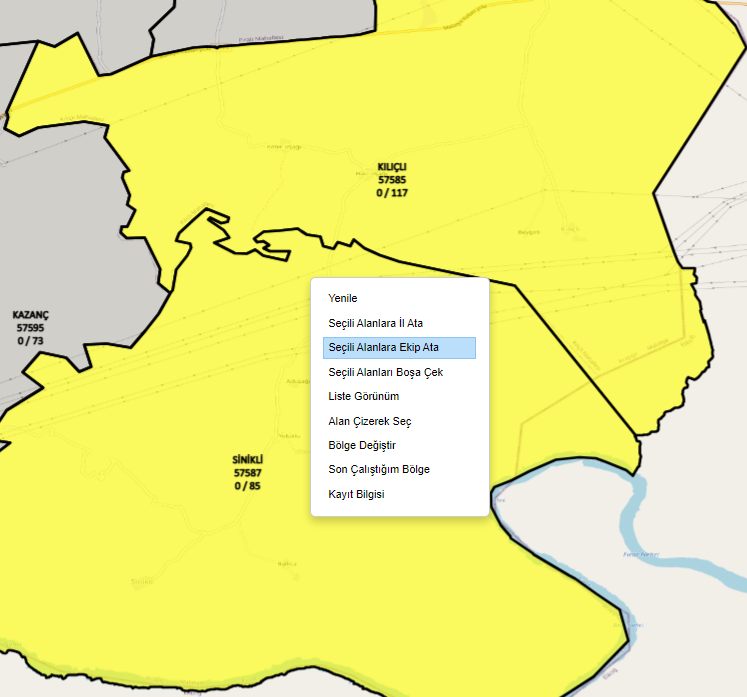 KILIÇLI
57585
0 / 117
KAZANÇ
57595
0 / 73
SİNİKLİ
57587
0 / 85
Yenile
Seçili Alanlara İl Ata
Seçili Alanlara Ekip Ata
Seçili Alanları Boşa Çek
Liste Görünüm
Alan Çizerek Seç
Bölge Değiştir
Son Çalıştığım Bölge
Kayıt Bilgisi
Fırat Nehri